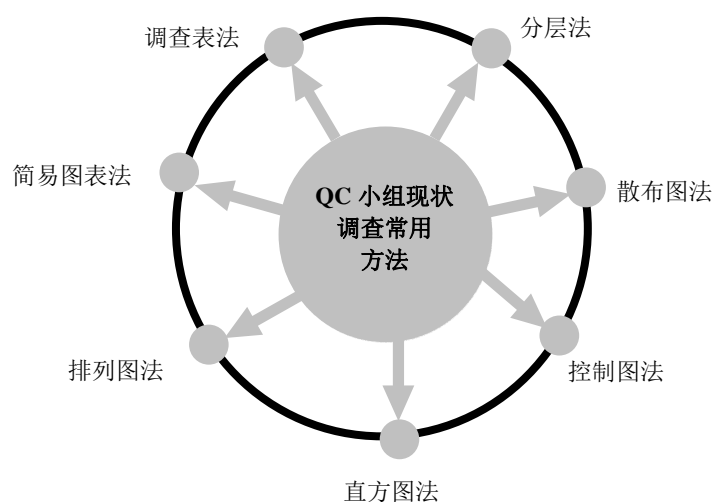 调查表法
分层法
简易图表法
QC 小组现状
调查常用
方法
散布图法
排列图法
控制图法
直方图法